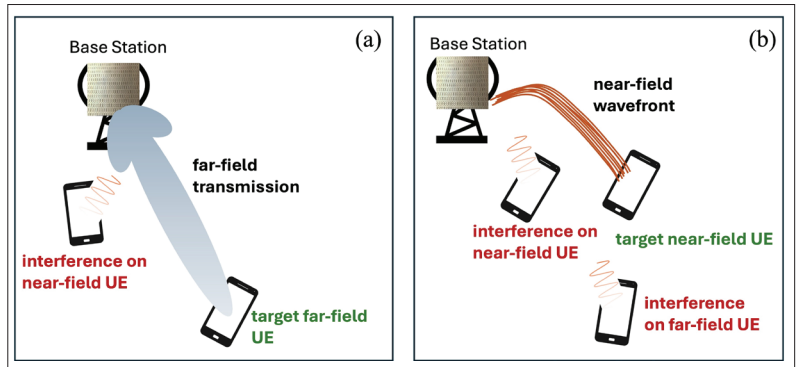 (a)
Base Station
far-field
transmission
interference on
near-field UE
target far-field
UE
(b)
Base Station
near-field
wavefront
interference on
near-field UE
target near-field UE
interference
on far-field UE